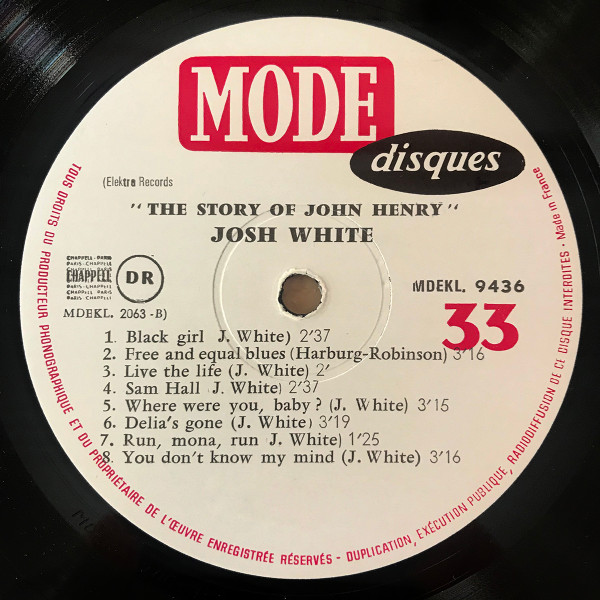 MODE
disques
(Elektra Records
"THE STORY OF JOHN HENRY"
JOSH WHITE
CHAPPELL
DR
MDEKL. 2063-B)
MDEKL. 9436
33
1. Black girl J. White) 2'37
2. Free and equal blues (Harburg-Robinson) 3'16
3. Live the life (J. White) 2'
4. Sam Hall J. White) 2'37
5. Where were you, baby? (J. White) 3'15
6. Delia's gone (J. White) 3'19
7. Run, mona, run J. White) 1'25
8. You don't know my mind (J. White) 3'16
TOUS DROITS DU PRODUCTEUR PHONOGRAPHIQUE ET DU PROPRIÉTAIRE DE L'ŒUVRE ENREGISTRÉE RÉSERVÉS - DUPLICATION, EXÉCUTION PUBLIQUE, RADIODIFFUSION DE CE DISQUE INTERDITES · Made in France